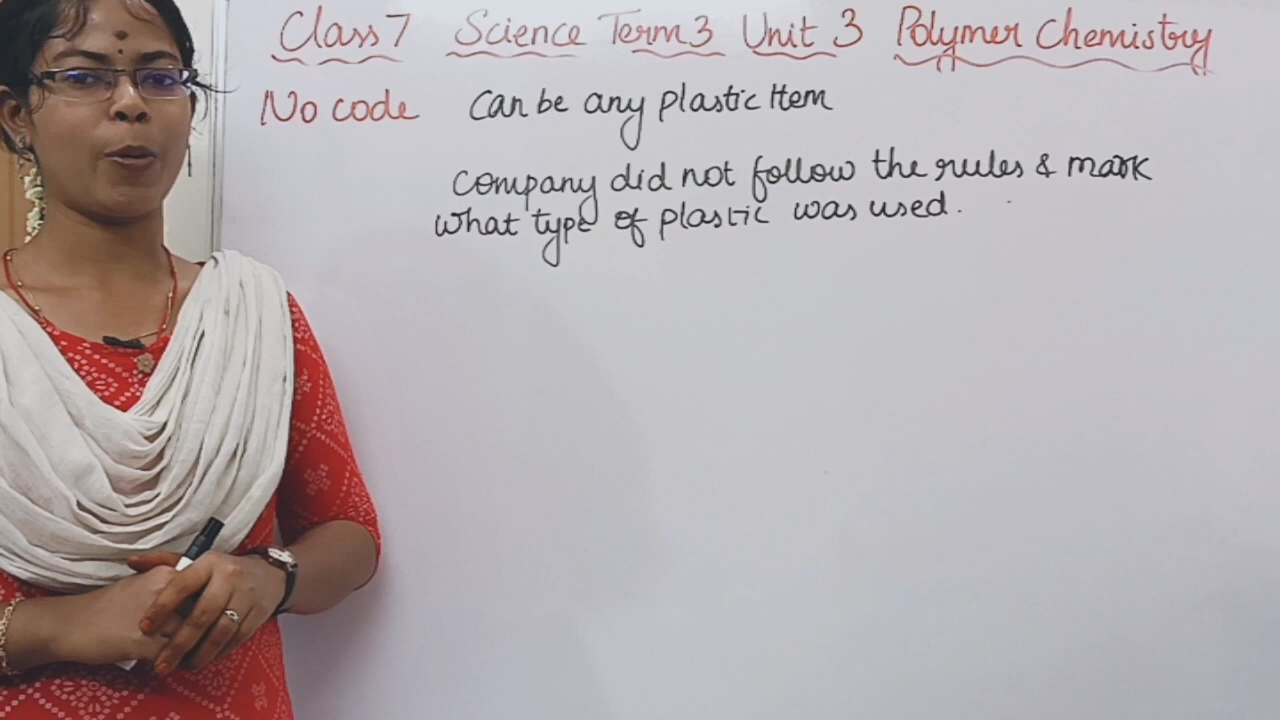 Class 7 Science Term 3 Unit 3 Polymer Chemistry
No code can be any plastic Item
company did not follow the rules & mark
what type of plastic was used.